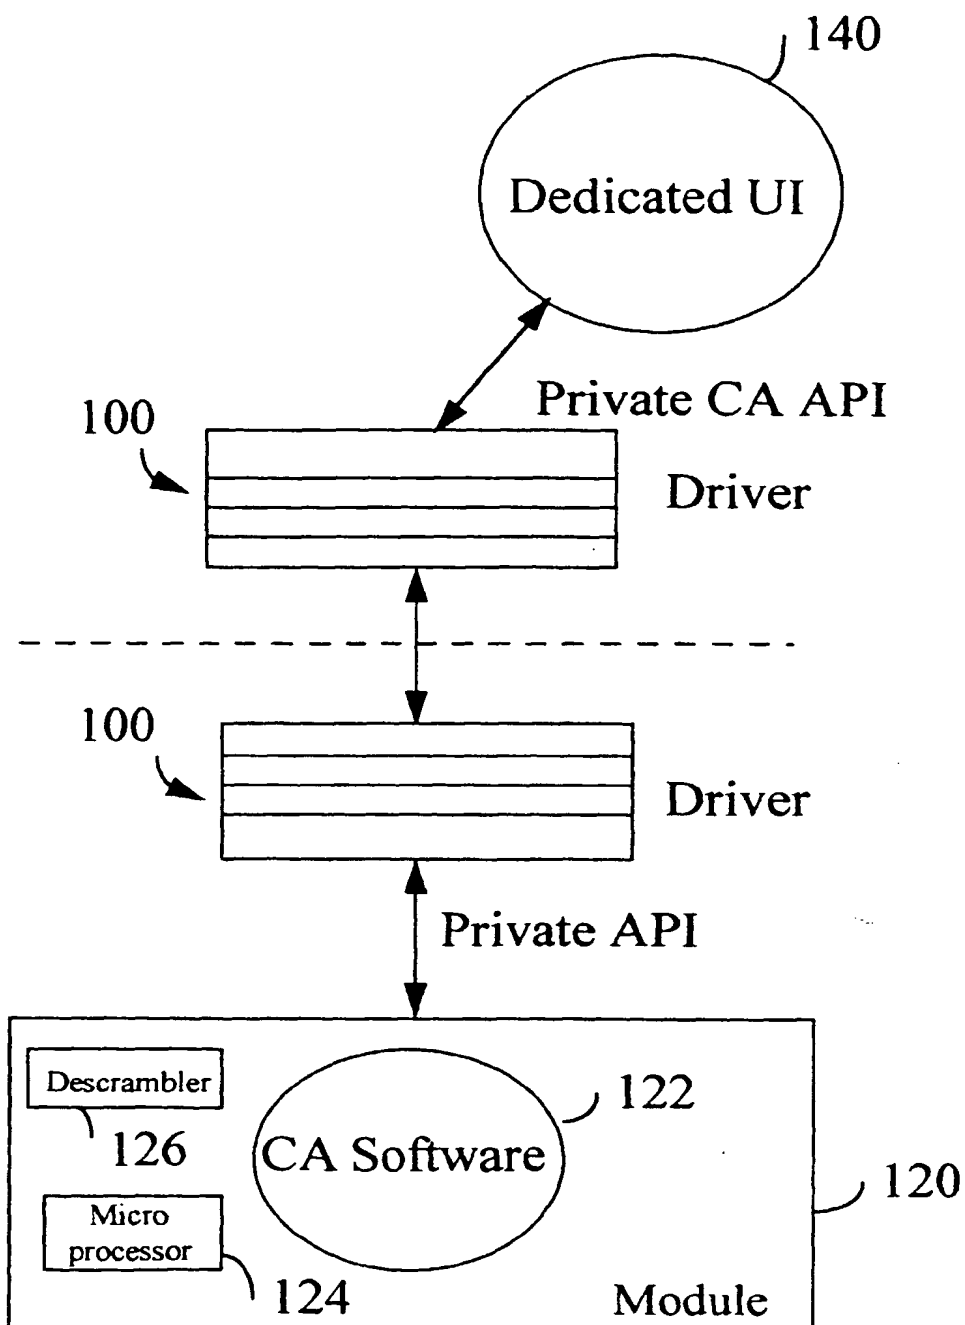 140
Dedicated UI
Private CA API
100
Driver
100
Driver
Private API
Descrambler
126
CA Software
122
120
Micro
processor
124
Module